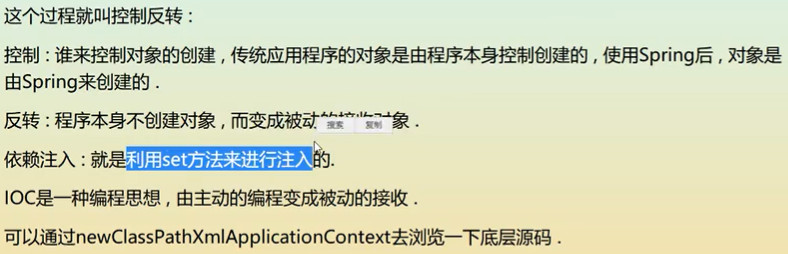 这个过程就叫控制反转：
控制：谁来控制对象的创建，传统应用程序的对象是由程序本身控制创建的，使用Spring后，对象是
由Spring来创建的．
反转：程序本身不创建对象，而变成被动的接收对象．
搜索 复制
依赖注入：就是利用set方法来进行注入的.
IOC是一种编程思想，由主动的编程变成被动的接收．
可以通过newClassPathXmlApplicationContext去浏览一下底层源码．